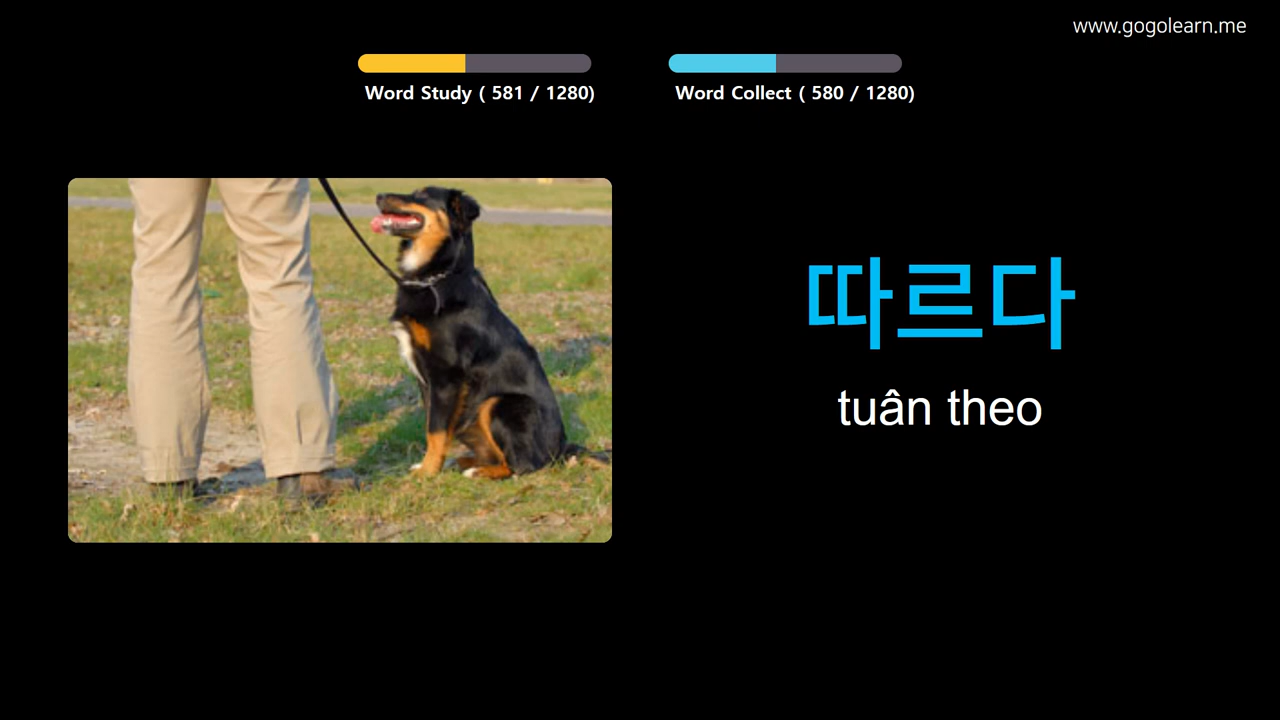 www.gogolearn.me
Word Study ( 581 / 1280)
Word Collect ( 580 / 1280)
따르다
tuân theo